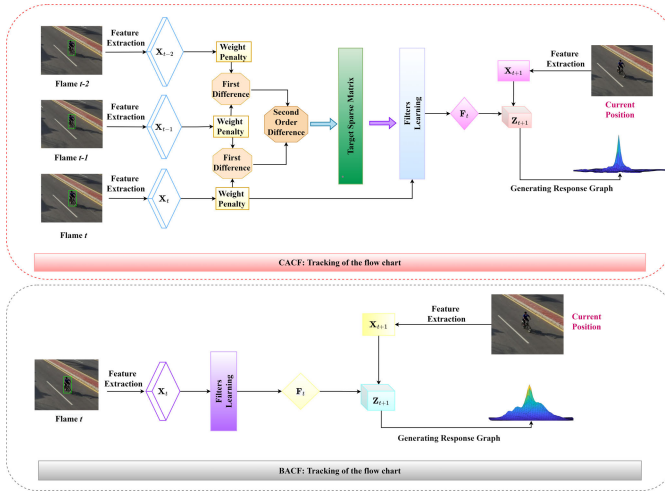 Feature
Extraction
X_{t-2}
Weight
Penalty
Flame t-2
First
Difference
Feature
Extraction
X_{t-1}
Weight
Penalty
Second
Order
Difference
Flame t-1
First
Difference
Feature
Extraction
X_t
Weight
Penalty
Flame t
Target Sparse Matrix
Filters
Learning
F_t
X_{t+1}
Z_{t+1}
Feature
Extraction
Current
Position
Generating Response Graph
CACF: Tracking of the flow chart
Feature
Extraction
X_t
Flame t
Filters
Learning
F_t
X_{t+1}
Z_{t+1}
Feature
Extraction
Current
Position
Generating Response Graph
BACF: Tracking of the flow chart